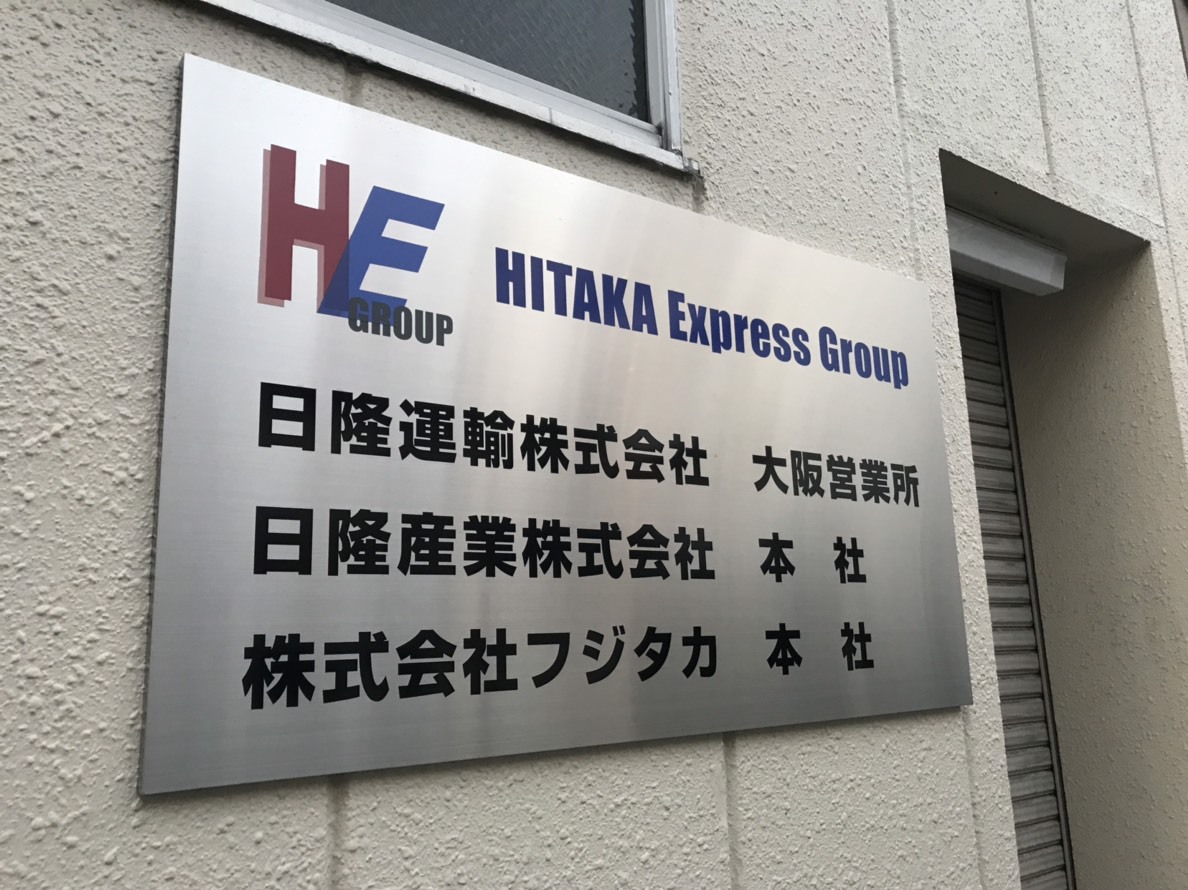 HE
GROUP
HITAKA Express Group
日隆運輸株式会社 大阪営業所
日隆産業株式会社 本 社
株式会社フジタカ 本 社